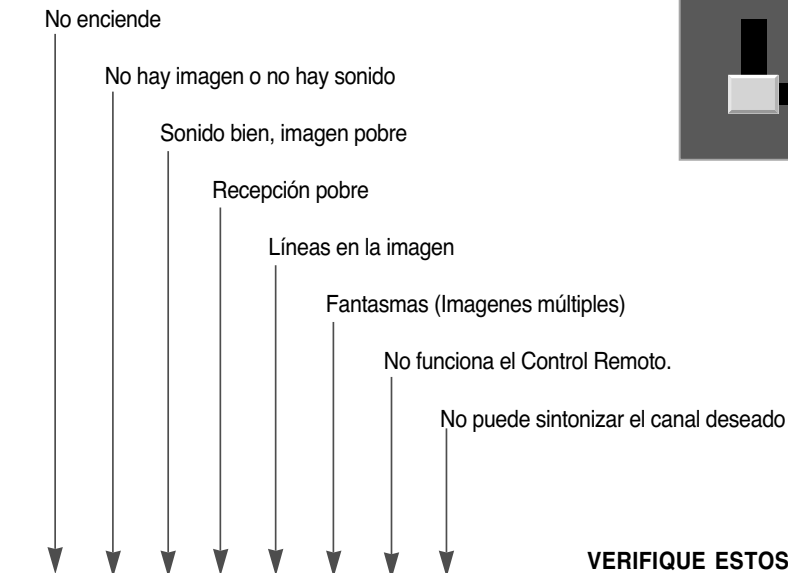 No enciende
No hay imagen o no hay sonido
Sonido bien, imagen pobre
Recepción pobre
Líneas en la imagen
Fantasmas (Imagenes múltiples)
No funciona el Control Remoto.
No puede sintonizar el canal deseado
VERIFIQUE ESTOS